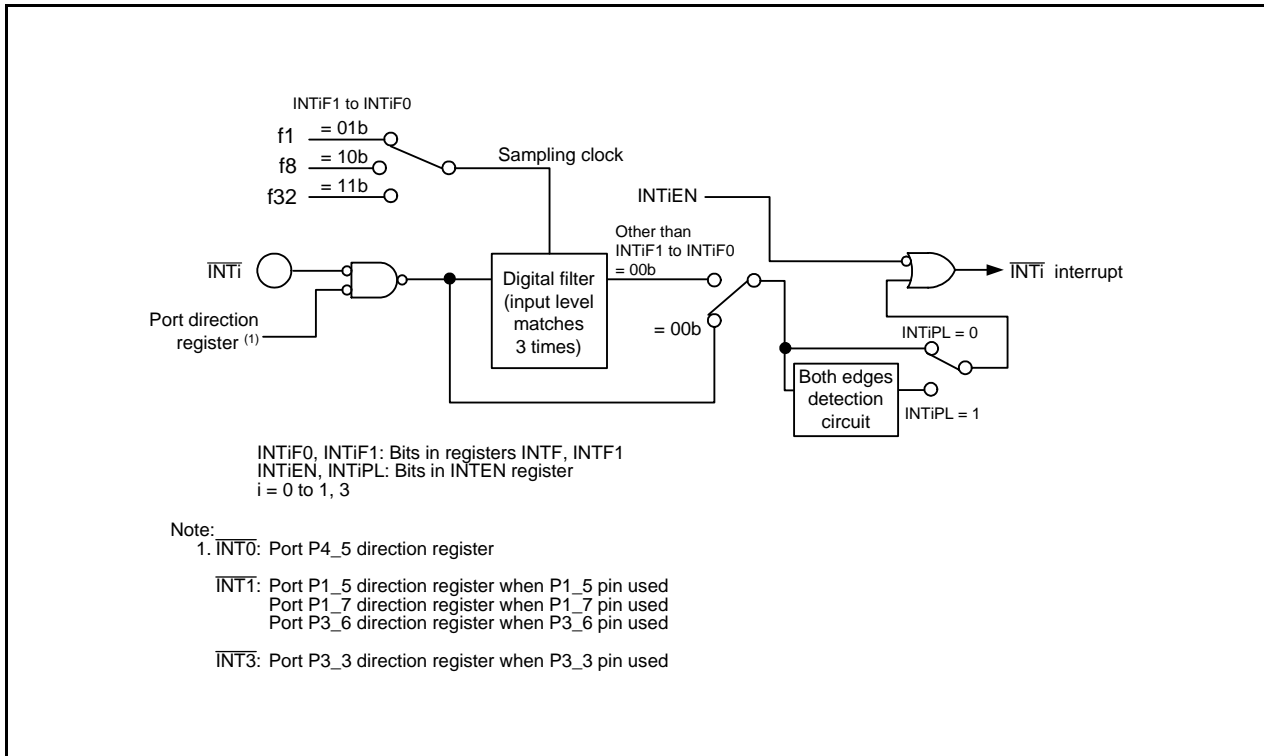 INTiF1 to INTiF0
f1
= 01b
f8
= 10b
f32
= 11b
Sampling clock
INTiEN
Other than
INTiF1 to INTiF0
= 00b
INTi
Digital filter
(input level
matches
3 times)
INTi interrupt
Port direction
register (1)
= 00b
INTiPL = 0
Both edges
detection
circuit
INTiPL = 1
INTiF0, INTiF1: Bits in registers INTF, INTF1
INTiEN, INTiPL: Bits in INTEN register
i = 0 to 1, 3
Note:
1. INT0: Port P4_5 direction register
INT1: Port P1_5 direction register when P1_5 pin used
Port P1_7 direction register when P1_7 pin used
Port P3_6 direction register when P3_6 pin used
INT3: Port P3_3 direction register when P3_3 pin used